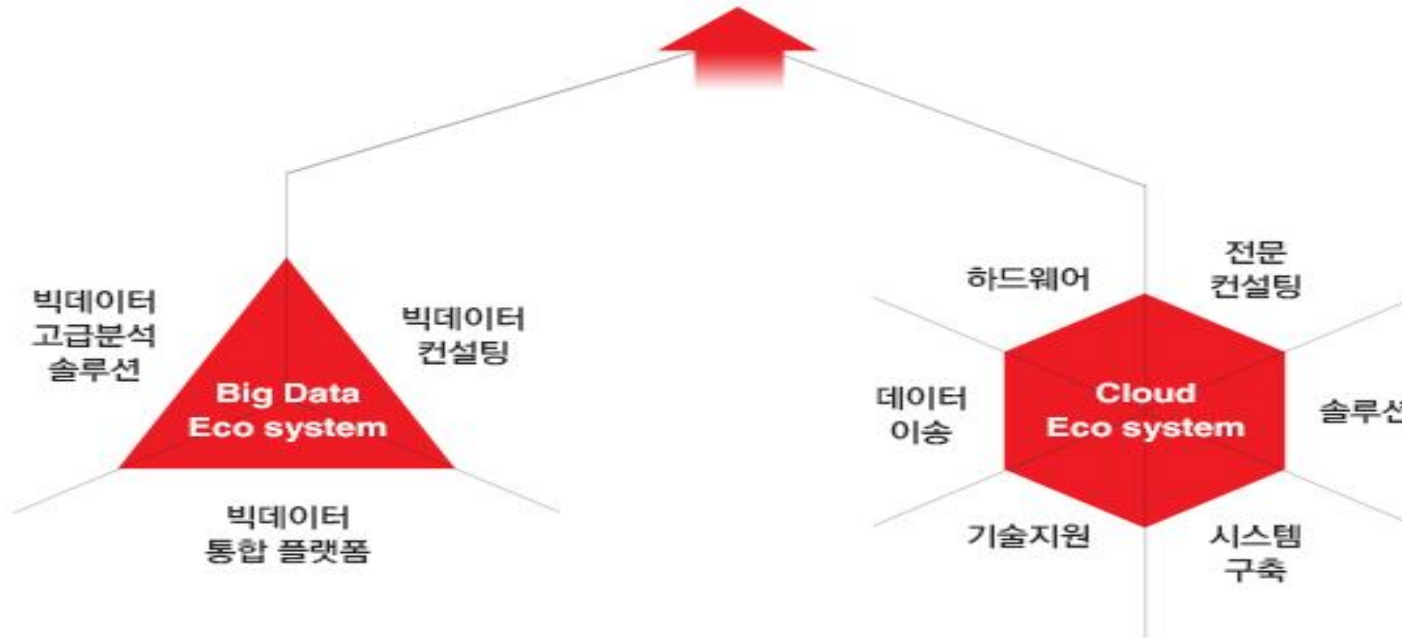 빅데이터
고급분석
솔루션
빅데이터
컨설팅
Big Data
Eco system
빅데이터
통합 플랫폼
하드웨어
전문
컨설팅
데이터
이송
Cloud
Eco system
솔루션
기술지원
시스템
구축